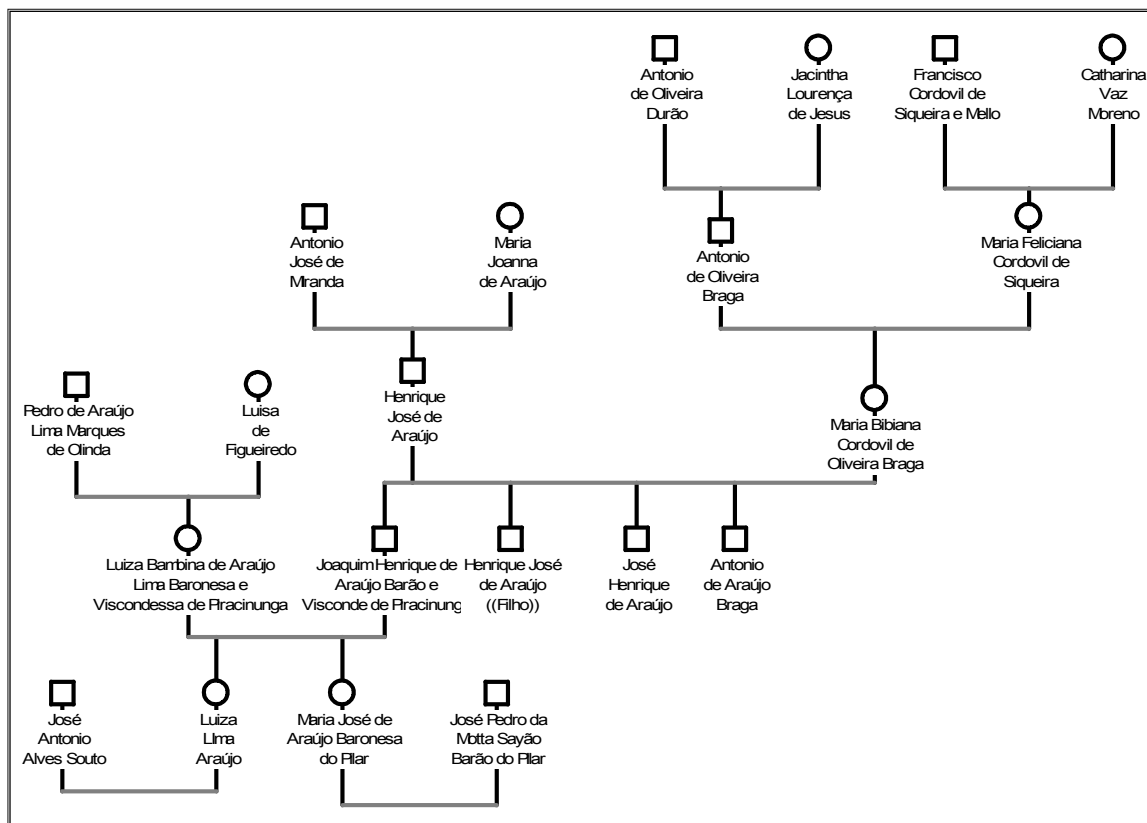 Antonio
de Oliveira
Durão
Jacintha
Lourença
de Jesus
Francisco
Cordovil de
Siqueira e Mello
Catharina
Vaz
Moreno
Antonio
José de
Miranda
Maria
Joanna
de Araújo
Antonio
de Oliveira
Braga
Maria Feliciana
Cordovil de
Siqueira
Pedro de Araújo
Lima Marques
de Olinda
Luisa
de
Figueiredo
Henrique
José de
Araújo
Maria Bibiana
Cordovil de
Oliveira Braga
Luiza Bambina de Araújo
Lima Baronesa e
Viscondessa de Piracinunga
Joaquim Henrique de
Araújo Barão e
Visconde de Piracinung
Henrique José
de Araújo
((Filho))
José
Henrique
de Araújo
Antonio
de Araújo
Braga
José
Antonio
Alves Souto
Luiza
LIma
Araújo
Maria José de
Araújo Baronesa
do Pilar
José Pedro da
Motta Sayão
Barão do Pilar